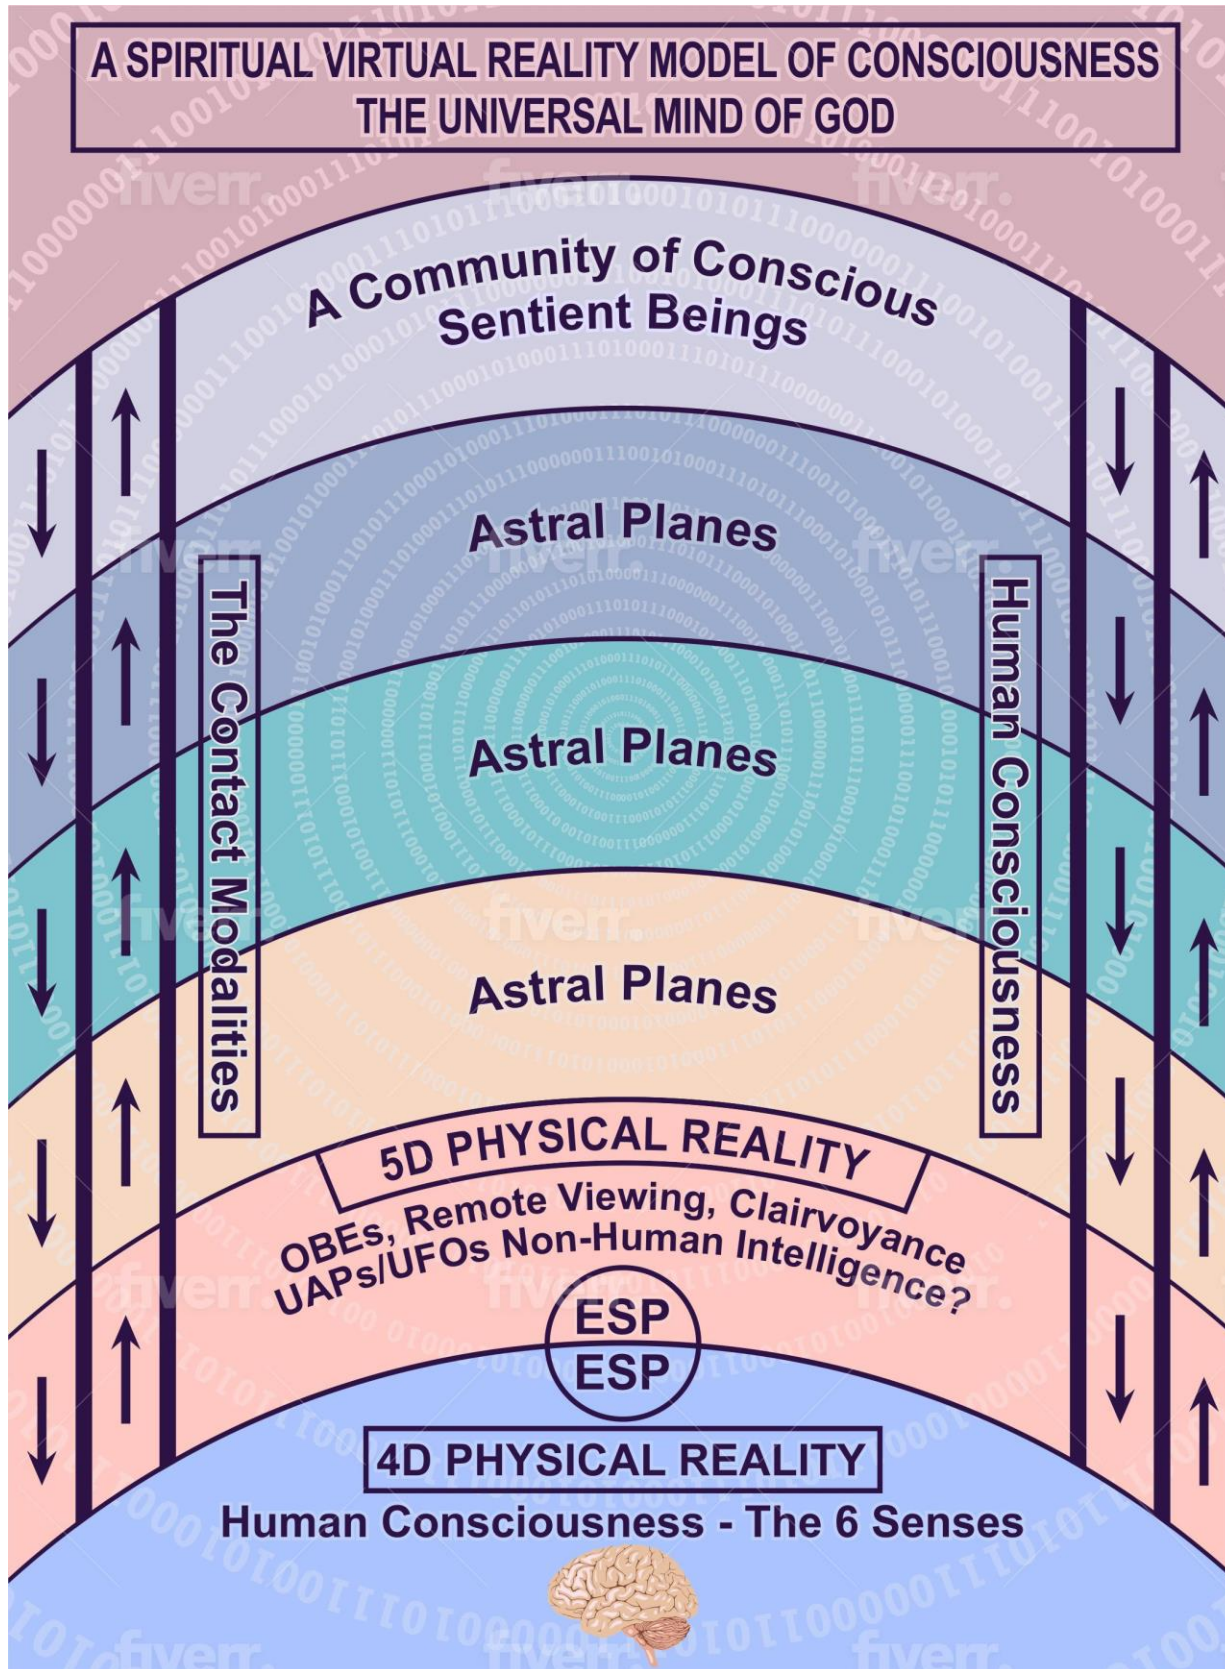 A SPIRITUAL VIRTUAL REALITY MODEL OF CONSCIOUSNESS
THE UNIVERSAL MIND OF GOD
A Community of Conscious
Sentient Beings
Astral Planes
The Contact Modalities
Human Consciousness
Astral Planes
Astral Planes
5D PHYSICAL REALITY
OBEs, Remote Viewing, Clairvoyance
UAPs/UFOs Non-Human Intelligence?
ESP
ESP
4D PHYSICAL REALITY
Human Consciousness - The 6 Senses
fiverr.